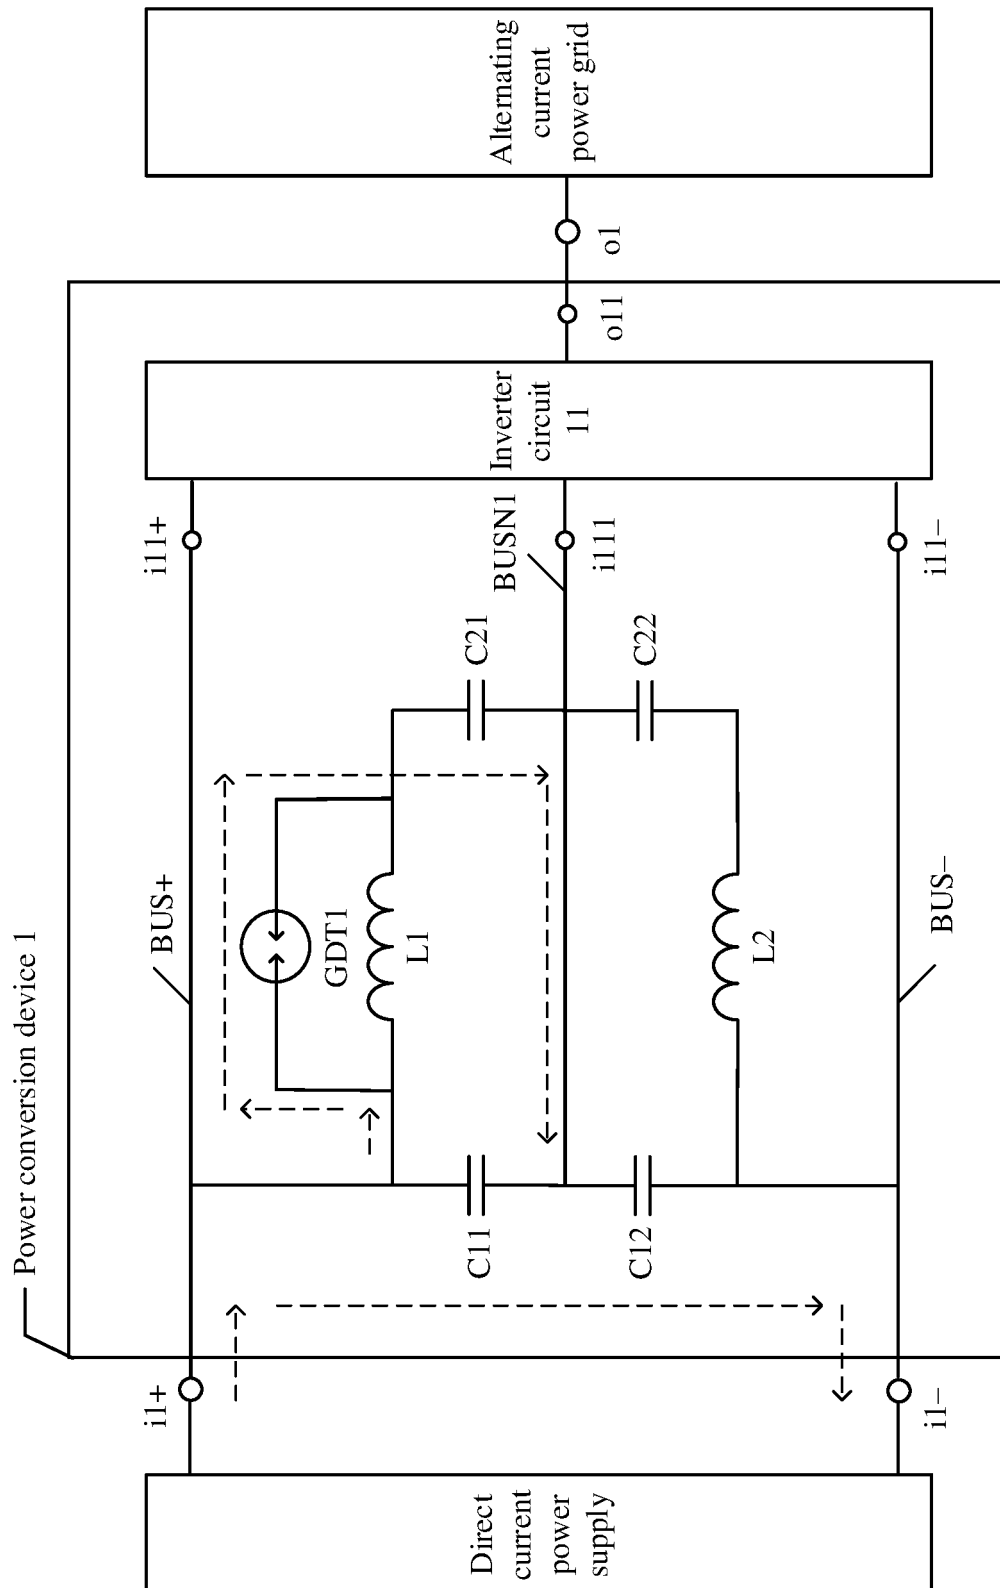 Power conversion device 1
Direct
current
power
supply
i1+
i1–
BUS+
GDT1
L1
C11
C21
BUSN1
C12
C22
L2
BUS–
i11+
i111
i11–
Inverter
circuit
11
o11
o1
Alternating
current
power grid